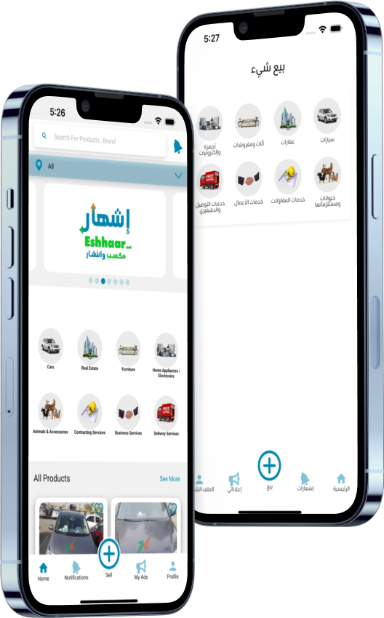 5:26
Search For Products , Brand
All
إشهار
Eshhaar
مكسب وانتشار
Cars
Real Estate
Furniture
Home Appliances /
Electronics
Animals & Accessories
Contracting Services
Business Services
Delivery Services
All Products
See More
Home
Notifications
Sell
My Ads
Profile
5:27
بيع شيء
سيارات
عقارات
أثاث ومفروشات
أجهزة
والكترونيات
حيوانات
ومستلزماتها
خدمات المقاولات
خدمات الأعمال
خدمات التوصيل
الرئيسية
إشعارات
بيع
إعلاناتي
الملف